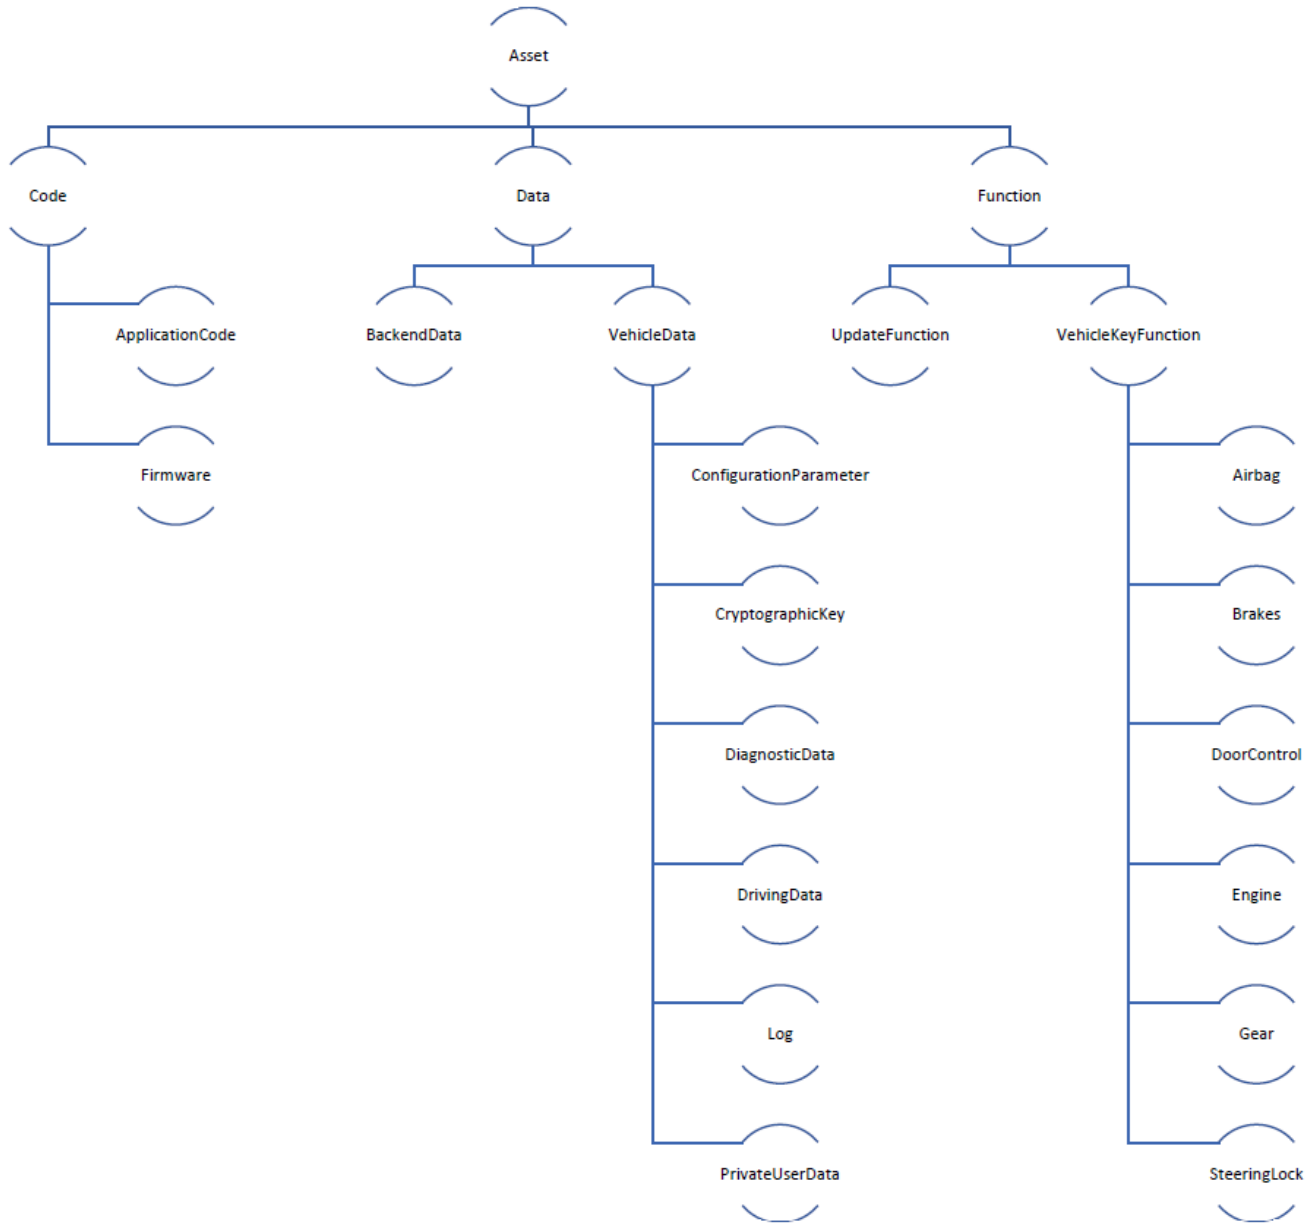 Asset
Code
Data
Function
ApplicationCode
BackendData
VehicleData
UpdateFunction
VehicleKeyFunction
Firmware
ConfigurationParameter
Airbag
CryptographicKey
Brakes
DiagnosticData
DoorControl
DrivingData
Engine
Log
Gear
PrivateUserData
SteeringLock